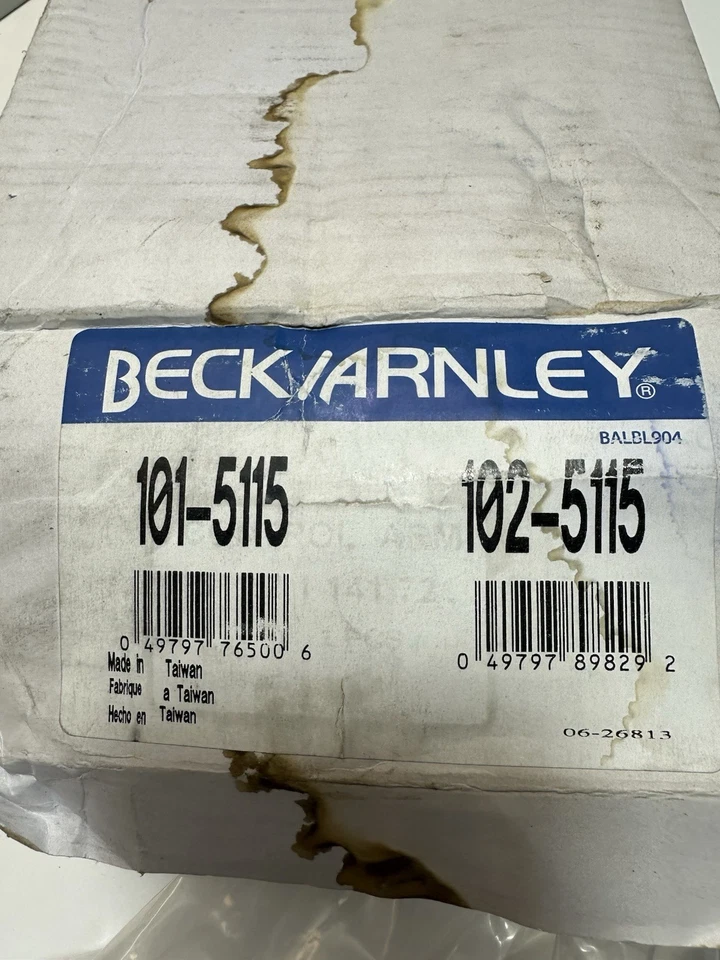 BECK/ARNLEY®
BALBL904
101-5115 102-5115
0 49797 76500 6
0 49797 89829 2
Made in Taiwan
Fabrique a Taiwan
Hecho en Taiwan
06-26813